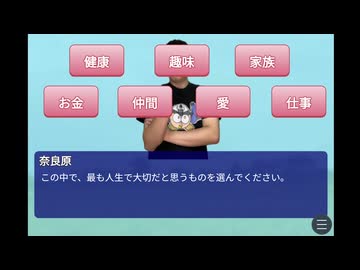 健康 趣味 家族
お金 仲間 愛 仕事
奈良原
この中で、最も人生で大切だと思うものを選んでください。